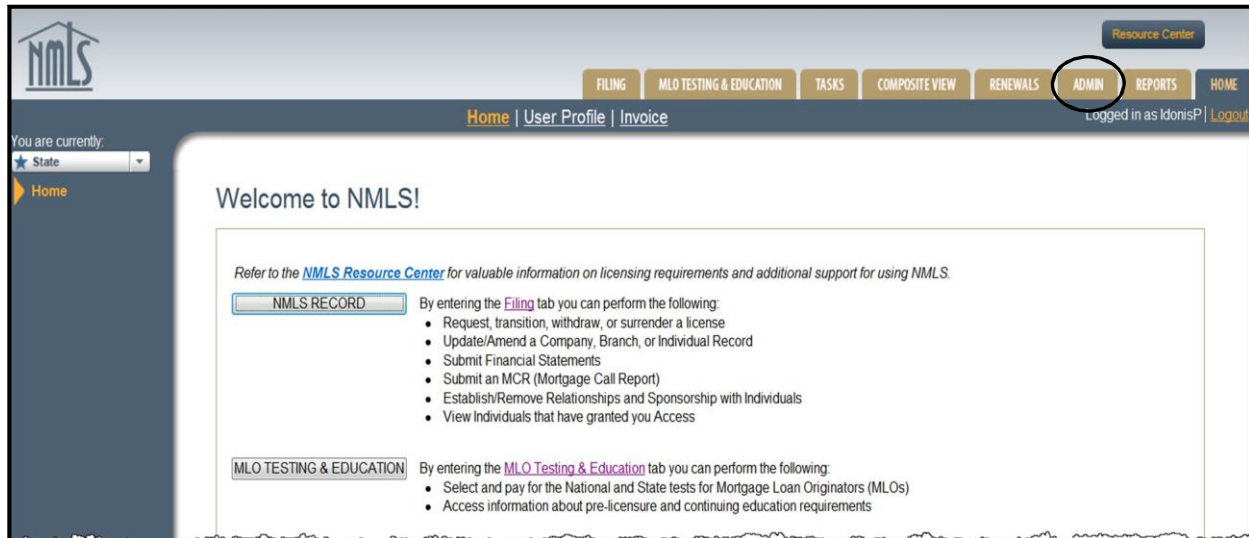 NMLS
Resource Center
FILING MLO TESTING & EDUCATION TASKS COMPOSITE VIEW RENEWALS ADMIN REPORTS HOME
Home | User Profile | Invoice
Logged in as IdonisP | Logout
You are currently:
State
Home
Welcome to NMLS!
Refer to the NMLS Resource Center for valuable information on licensing requirements and additional support for using NMLS.
NMLS RECORD
By entering the Filing tab you can perform the following:
• Request, transition, withdraw, or surrender a license
• Update/Amend a Company, Branch, or Individual Record
• Submit Financial Statements
• Submit an MCR (Mortgage Call Report)
• Establish/Remove Relationships and Sponsorship with Individuals
• View Individuals that have granted you Access
MLO TESTING & EDUCATION
By entering the MLO Testing & Education tab you can perform the following:
• Select and pay for the National and State tests for Mortgage Loan Originators (MLOs)
• Access information about pre-licensure and continuing education requirements